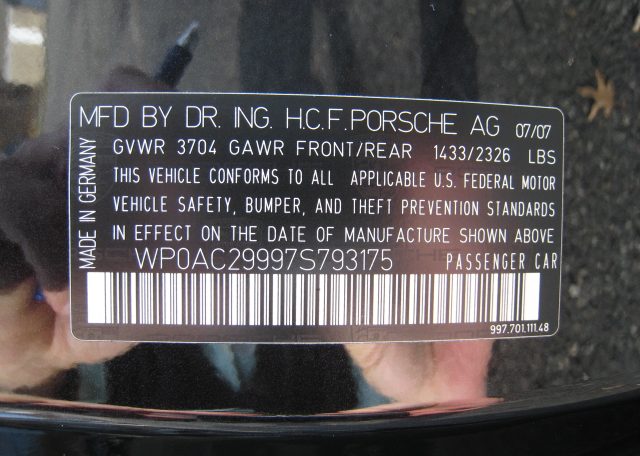 MFD BY DR. ING. H.C.F. PORSCHE AG 07/07
GVWR 3704 GAWR FRONT/REAR 1433/2326 LBS
THIS VEHICLE CONFORMS TO ALL APPLICABLE U.S. FEDERAL MOTOR
VEHICLE SAFETY, BUMPER, AND THEFT PREVENTION STANDARDS
IN EFFECT ON THE DATE OF MANUFACTURE SHOWN ABOVE
WP0AC29997S793175 PASSENGER CAR
997.701.111.48
MADE IN GERMANY